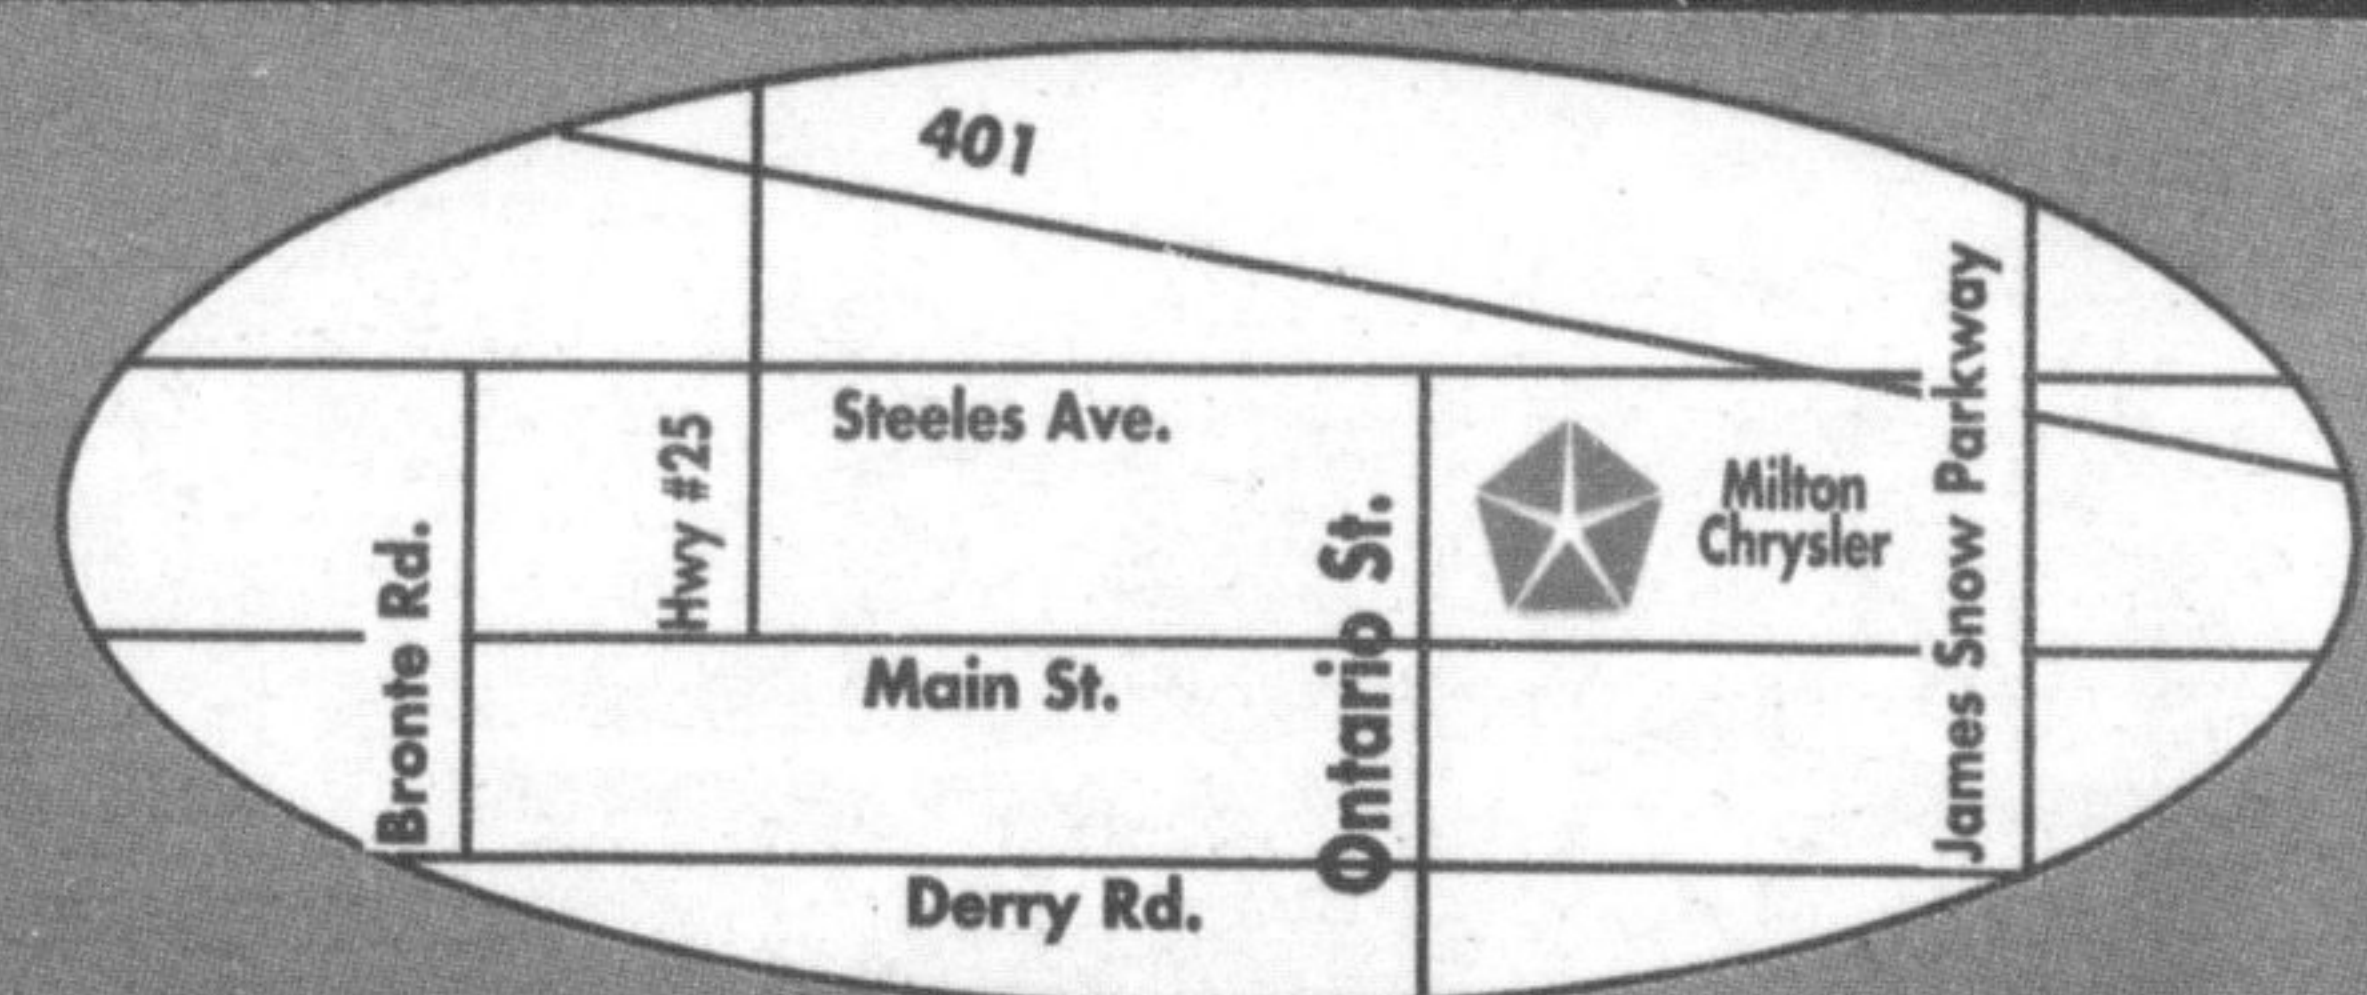 401
Steeles Ave.
Hwy #25
Milton
Chrysler
James Snow Parkway
Bronte Rd.
Ontario St.
Main St.
Derry Rd.